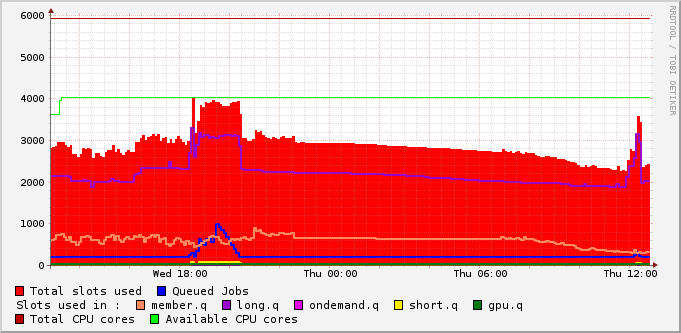 6000
5000
4000
3000
2000
1000
0
Wed 18:00 Thu 00:00 Thu 06:00 Thu 12:00
RRDTOOL / TOBI OETIKER
Total slots used Queued Jobs
Slots used in : member.q long.q ondemand.q short.q gpu.q
Total CPU cores Available CPU cores